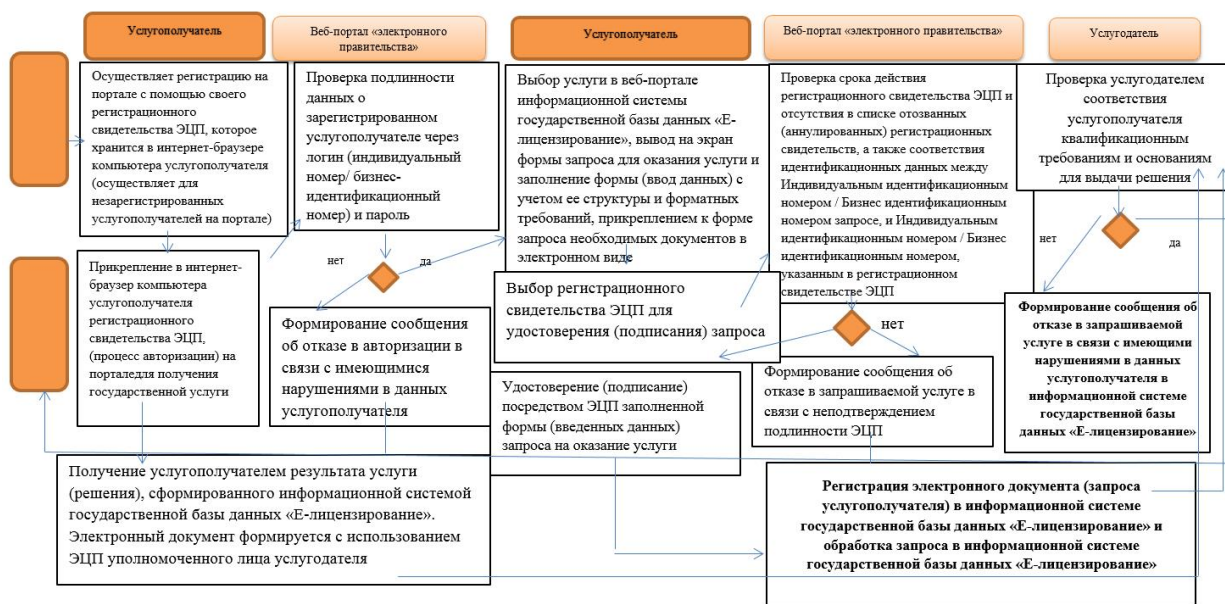 Услугополучатель
Веб-портал «электронного
правительства»
Услугополучатель
Веб-портал «электронного правительства»
Услугодатель
Осуществляет регистрацию на
портале с помощью своего
регистрационного
свидетельства ЭЦП, которое
хранится в интернет-браузере
компьютера услугополучателя
(осуществляет для
незарегистрированных
услугополучателей на портале)
Проверка подлинности
данных о
зарегистрированном
услугополучателе через
логин (индивидуальный
номер/ бизнес-
идентификационный
номер) и пароль
Выбор услуги в веб-портале
информационной системы
государственной базы данных «Е-
лицензирование», вывод на экран
формы запроса для оказания услуги и
заполнение формы (ввод данных) с
учетом ее структуры и форматных
требований, прикреплением к форме
запроса необходимых документов в
электронном виде
Проверка срока действия
регистрационного свидетельства ЭЦП и
отсутствия в списке отозванных
(аннулированных) регистрационных
свидетельств, а также соответствия
идентификационных данных между
Индивидуальным идентификационным
номером / Бизнес идентификационным
номером запросе, и Индивидуальным
идентификационным номером / Бизнес
идентификационным номером,
указанным в регистрационном
свидетельстве ЭЦП
Проверка услугодателем
соответствия
услугополучателя
квалификационным
требованиям и основаниям
для выдачи решения
нет
да
нет
да
Прикрепление в интернет-
браузер компьютера
услугополучателя
регистрационного
свидетельства ЭЦП,
(процесс авторизации) на
порталедля получения
государственной услуги
Формирование сообщения
об отказе в авторизации в
связи с имеющимися
нарушениями в данных
услугополучателя
Выбор регистрационного
свидетельства ЭЦП для
удостоверения (подписания) запроса
нет
Формирование сообщения об
отказе в запрашиваемой
услуге в связи с имеющими
нарушениями в данных
услугополучателя в
информационной системе
государственной базы
данных «Е-лицензирование»
Удостоверение (подписание)
посредством ЭЦП заполненной
формы (введенных данных)
запроса на оказание услуги
Формирование сообщения об
отказе в запрашиваемой услуге в
связи с неподтверждением
подлинности ЭЦП
Получение услугополучателем результата услуги
(решения), сформированного информационной системой
государственной базы данных «Е-лицензирование».
Электронный документ формируется с использованием
ЭЦП уполномоченного лица услугодателя
Регистрация электронного документа (запроса
услугополучателя) в информационной системе
государственной базы данных «Е-лицензирование» и
обработка запроса в информационной системе
государственной базы данных «Е-лицензирование»